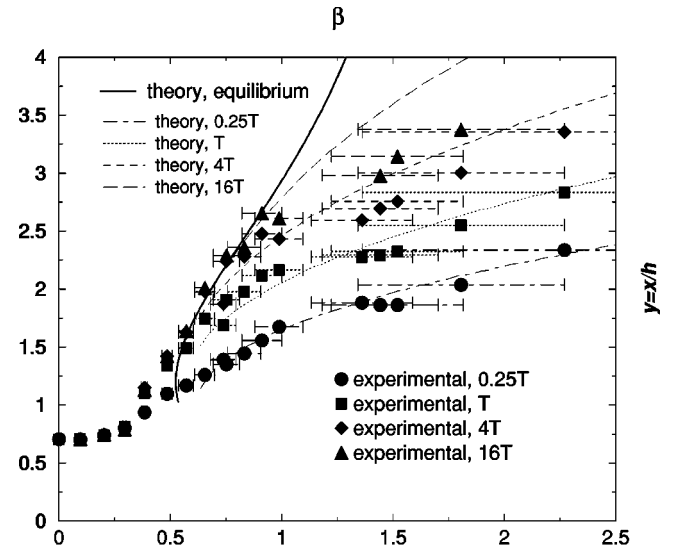 β
4
3.5
3
2.5
2
1.5
1
0.5
0
theory, equilibrium
theory, 0.25T
theory, T
theory, 4T
theory, 16T
experimental, 0.25T
experimental, T
experimental, 4T
experimental, 16T
0 0.5 1 1.5 2 2.5
y=x/h